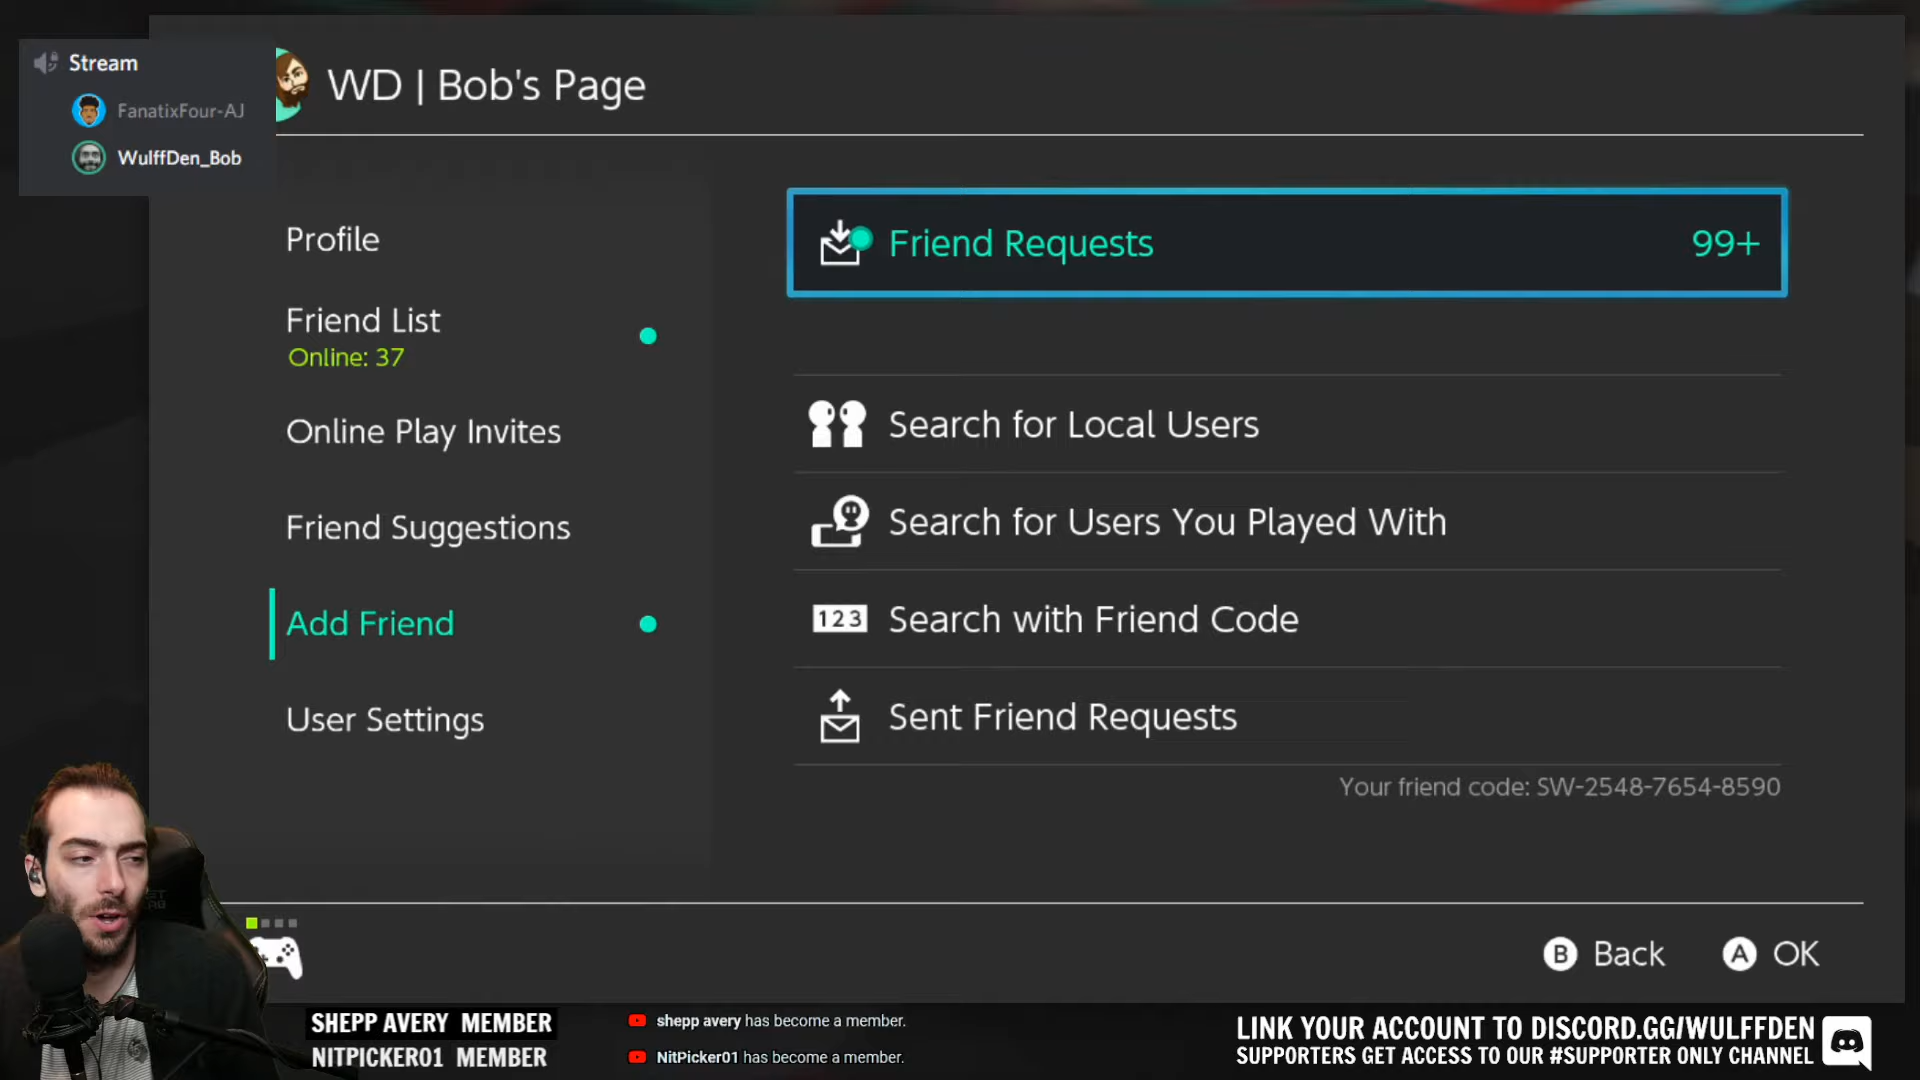 Stream
FanatixFour-AJ
WulffDen_Bob
WD | Bob's Page
Profile
Friend List
Online: 37
Online Play Invites
Friend Suggestions
Add Friend
User Settings
Friend Requests 99+
Search for Local Users
Search for Users You Played With
123 Search with Friend Code
Sent Friend Requests
Your friend code: SW-2548-7654-8590
B Back A OK
SHEPP AVERY MEMBER
NITPICKER01 MEMBER
shepp avery has become a member.
NitPicker01 has become a member.
LINK YOUR ACCOUNT TO DISCORD.GG/WULFFDEN
SUPPORTERS GET ACCESS TO OUR #SUPPORTER ONLY CHANNEL